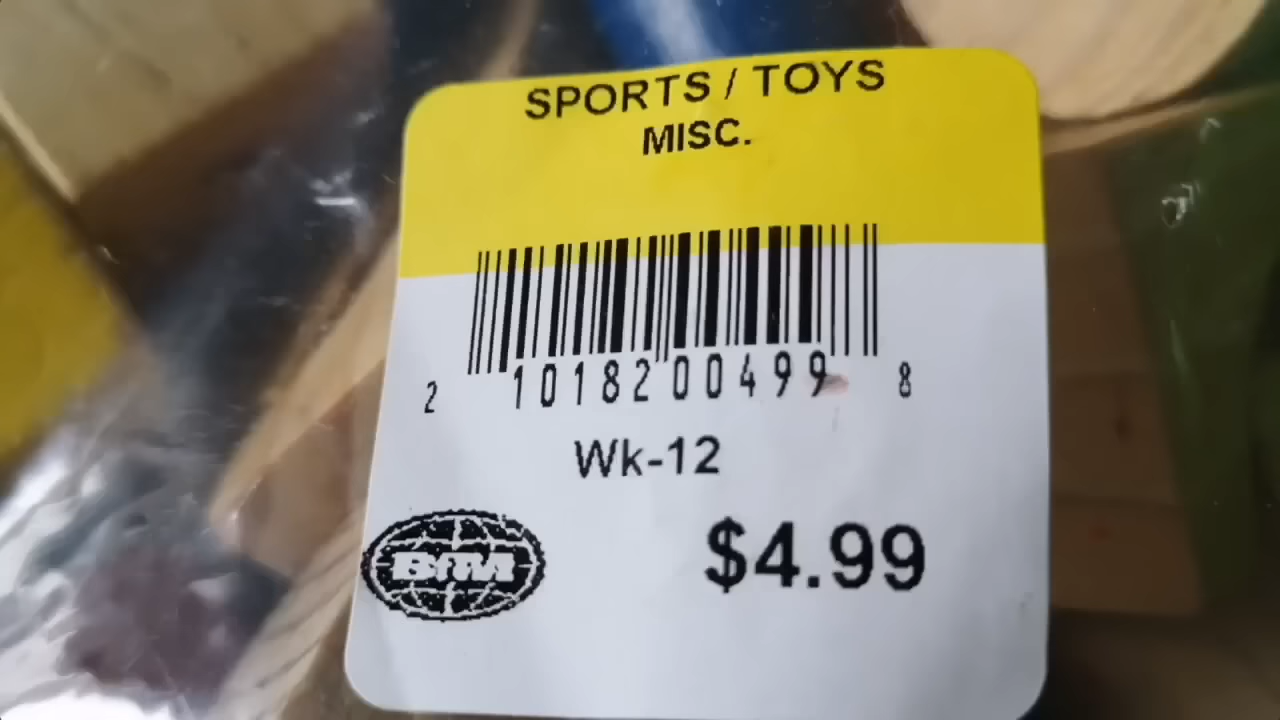 SPORTS / TOYS
MISC.
2 1018200499 8
Wk-12
BfM
$4.99